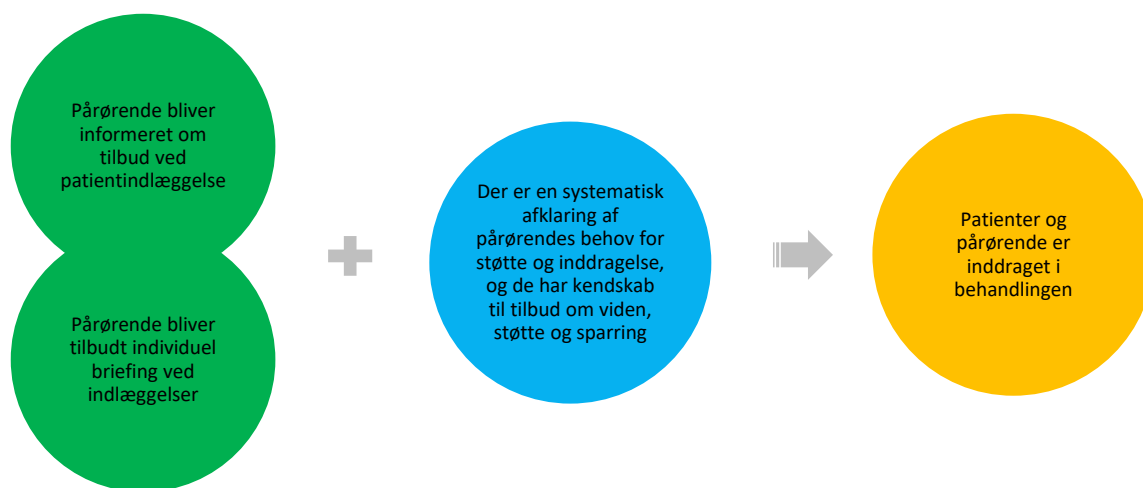 Pårørende bliver
informeret om
tilbud ved
patientindlæggelse
Pårørende bliver
tilbudt individuel
briefing ved
indlæggelser
Der er en systematisk
afklaring af
pårørendes behov for
støtte og inddragelse,
og de har kendskab
til tilbud om viden,
støtte og sparring
Patienter og
pårørende er
inddraget i
behandlingen